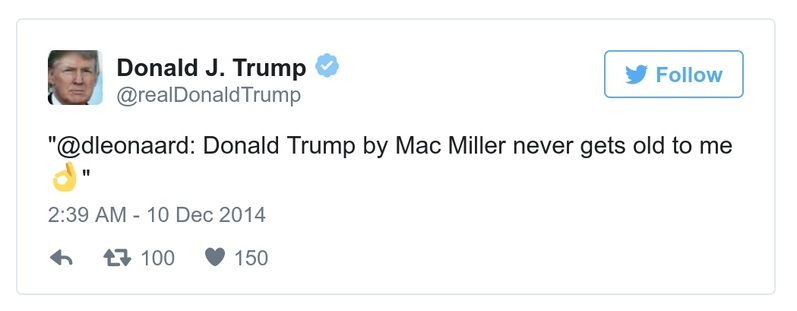 Donald J. Trump
@realDonaldTrump
Follow
"@dleonaard: Donald Trump by Mac Miller never gets old to me
👌"
2:39 AM - 10 Dec 2014
100 150